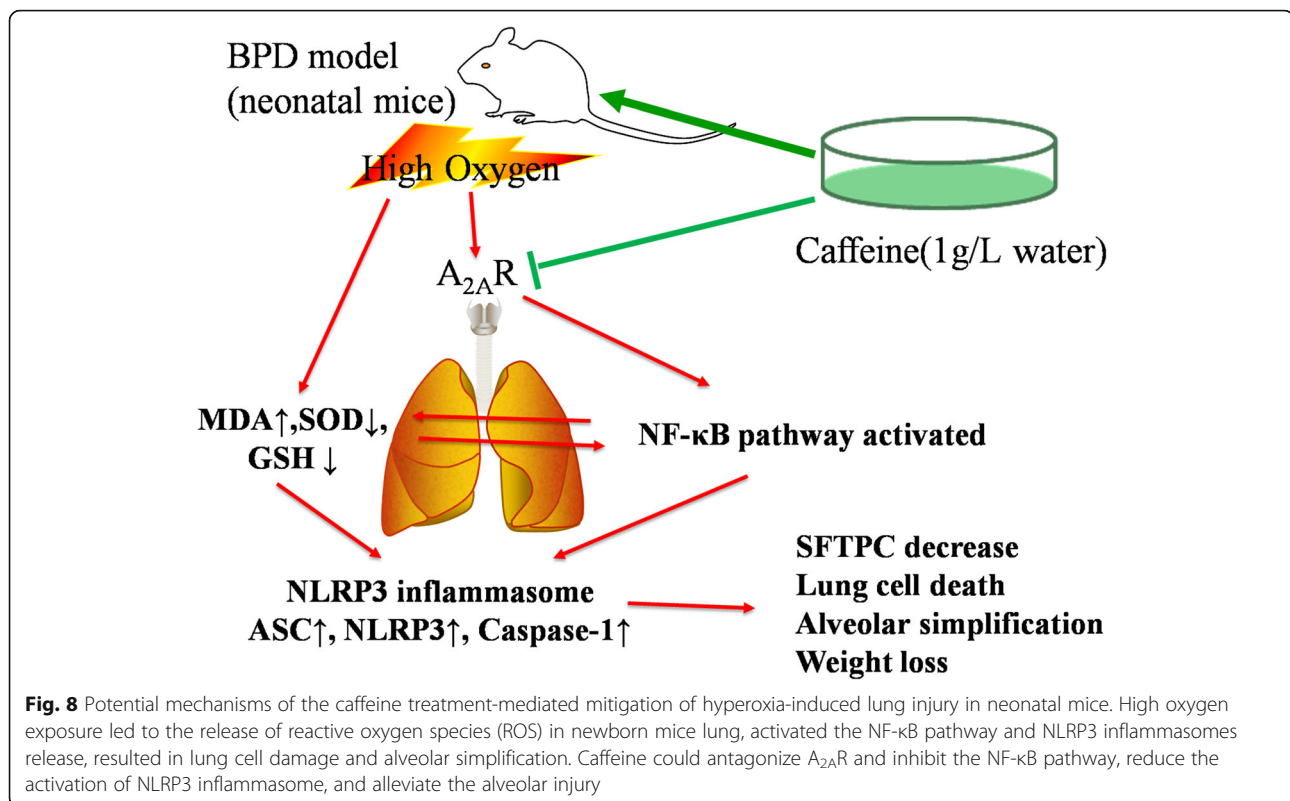 BPD model
(neonatal mice)
High Oxygen
Caffeine(1g/L water)
A₂AR
MDA↑,SOD↓,
GSH ↓
NF-κB pathway activated
NLRP3 inflammasome
ASC↑, NLRP3↑, Caspase-1↑
SFTPC decrease
Lung cell death
Alveolar simplification
Weight loss
Fig. 8 Potential mechanisms of the caffeine treatment-mediated mitigation of hyperoxia-induced lung injury in neonatal mice. High oxygen
exposure led to the release of reactive oxygen species (ROS) in newborn mice lung, activated the NF-κB pathway and NLRP3 inflammasomes
release, resulted in lung cell damage and alveolar simplification. Caffeine could antagonize A₂AR and inhibit the NF-κB pathway, reduce the
activation of NLRP3 inflammasome, and alleviate the alveolar injury